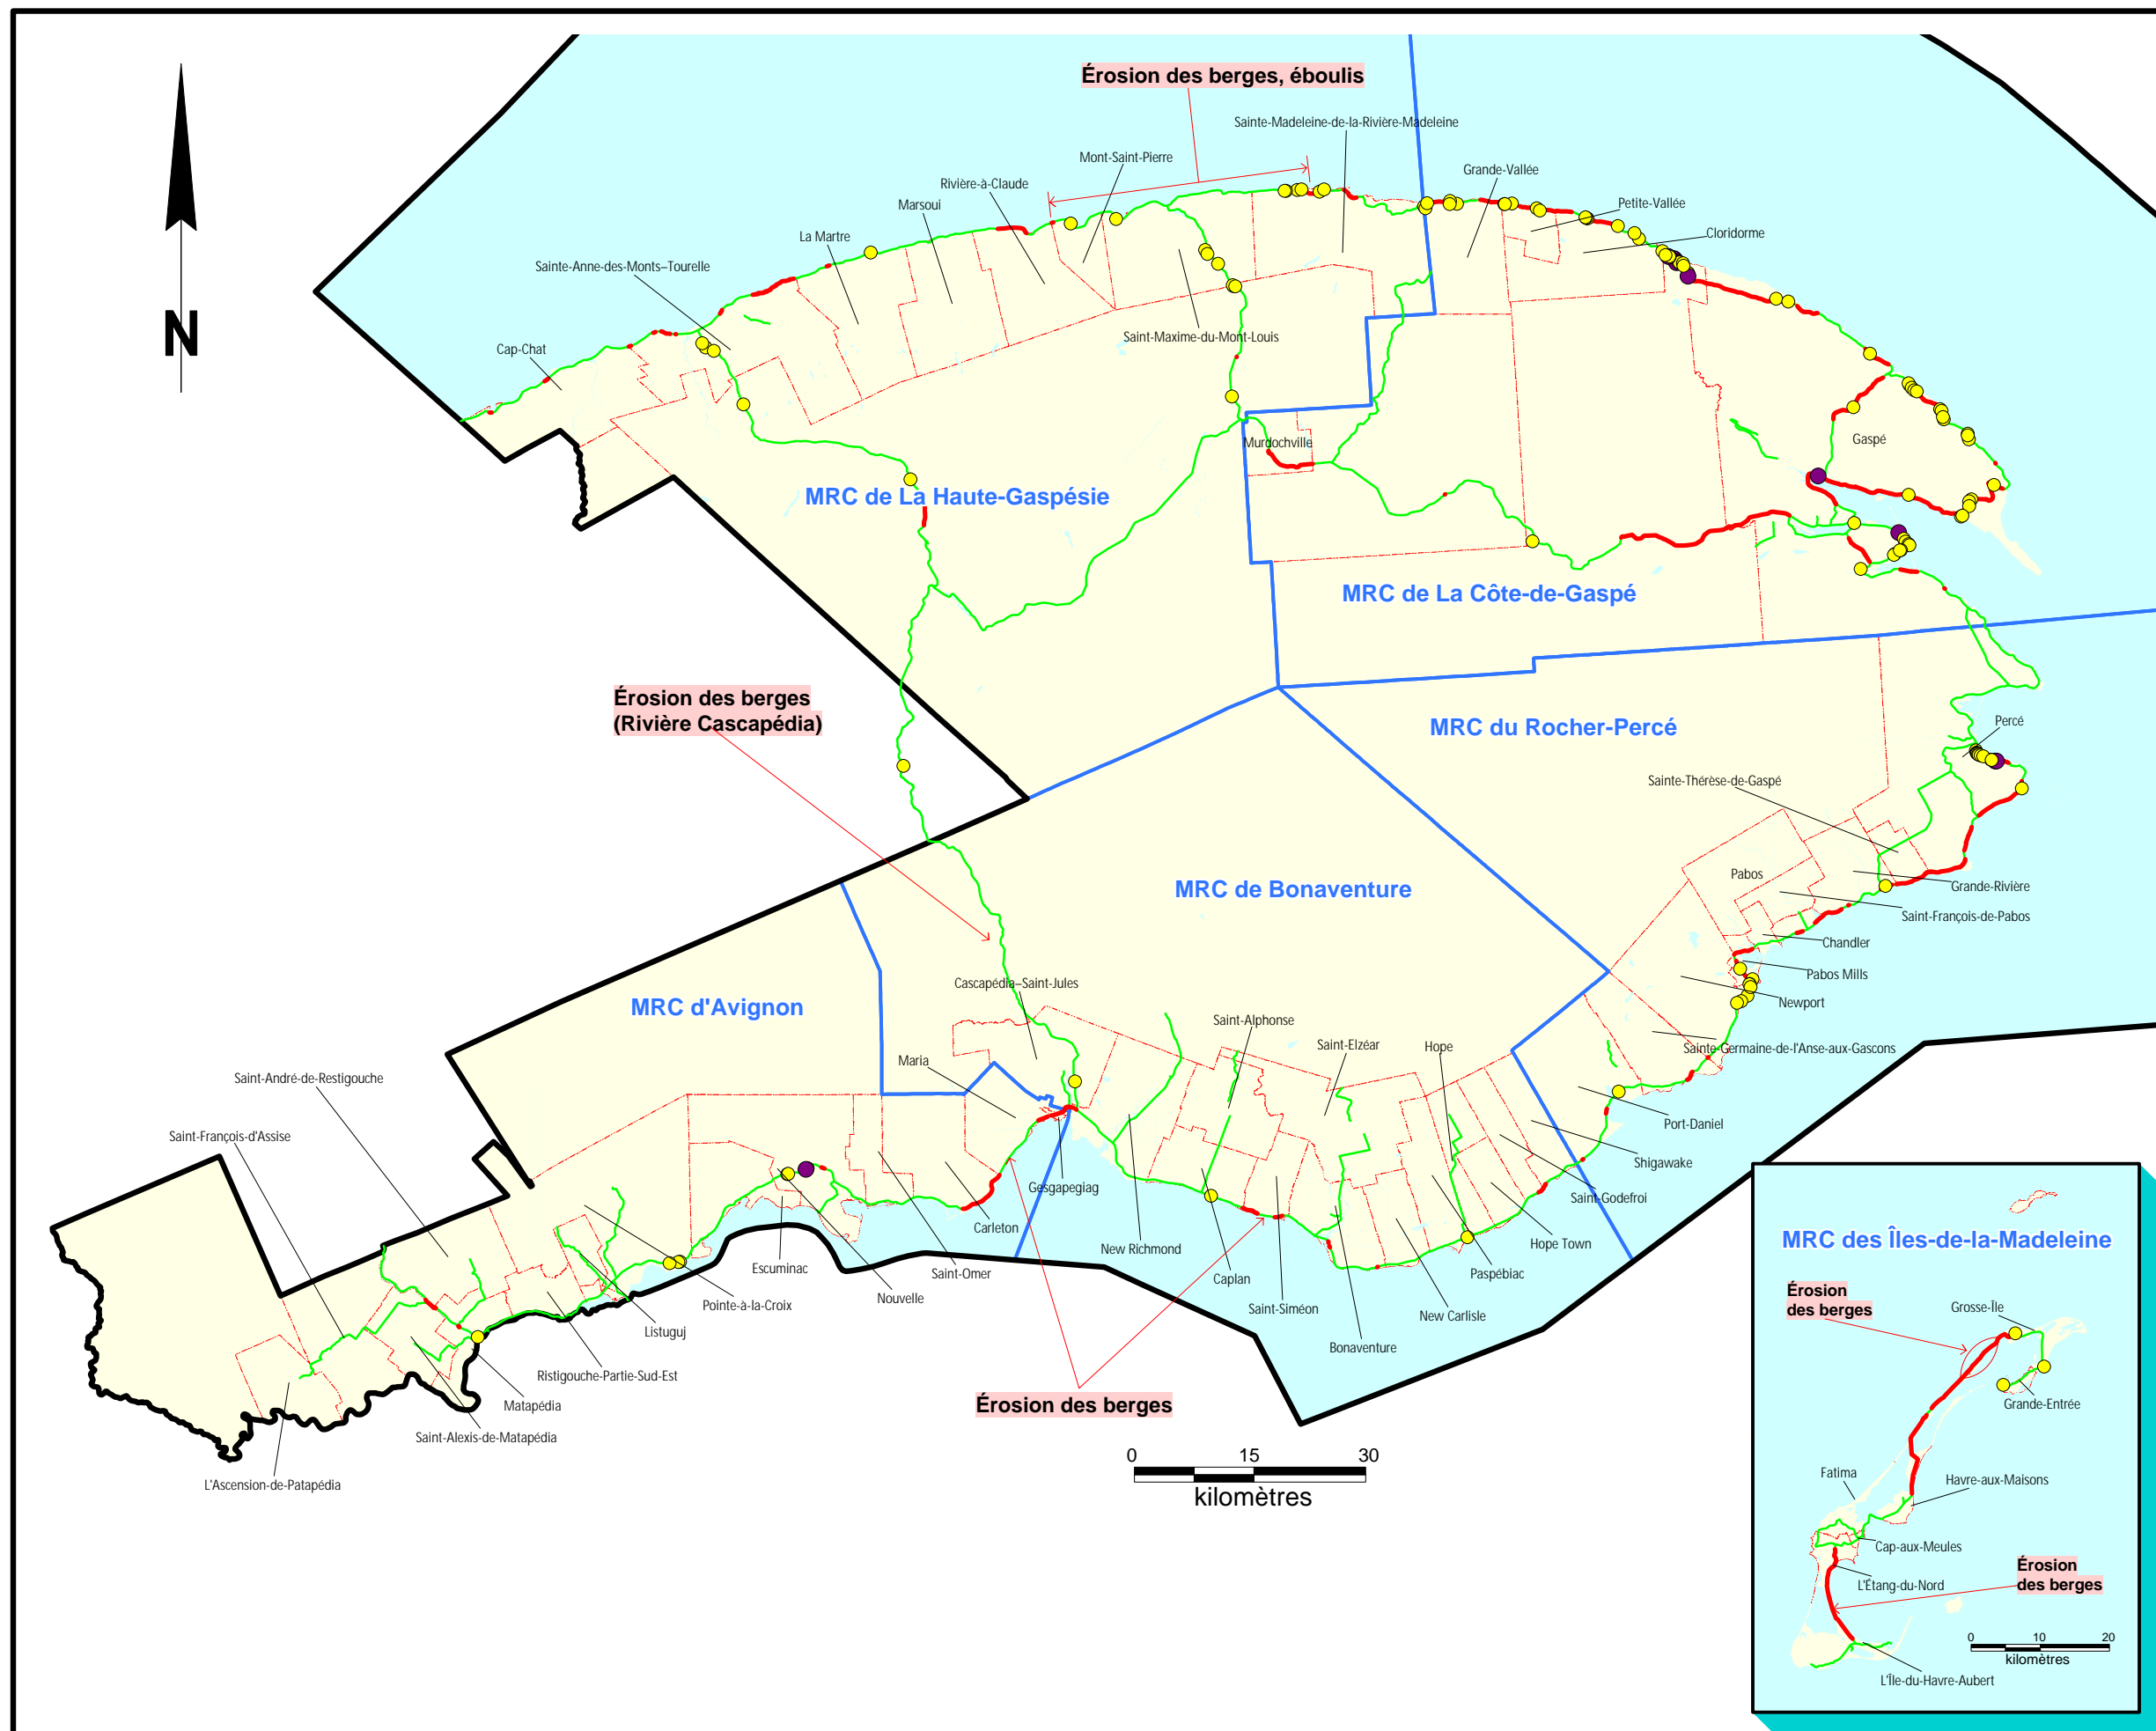 Érosion des berges, éboulis
Sainte-Madeleine-de-la-Rivière-Madeleine
Mont-Saint-Pierre
Grande-Vallée
Rivière-à-Claude
Marsoui
Petite-Vallée
La Martre
Cloridorme
Sainte-Anne-des-Monts–Tourelle
N
Saint-Maxime-du-Mont-Louis
Cap-Chat
Gaspé
Murdochville
MRC de La Haute-Gaspésie
MRC de La Côte-de-Gaspé
Érosion des berges
(Rivière Cascapédia)
MRC du Rocher-Percé
Percé
Sainte-Thérèse-de-Gaspé
Pabos
MRC de Bonaventure
Grande-Rivière
Saint-François-de-Pabos
Chandler
Pabos Mills
Cascapédia–Saint-Jules
Newport
MRC d'Avignon
Saint-Alphonse
Saint-Elzéar
Hope
Sainte-Germaine-de-l'Anse-aux-Gascons
Maria
Saint-André-de-Restigouche
Port-Daniel
Saint-François-d'Assise
Shigawake
Gesgapegiag
Saint-Godefroi
Carleton
New Richmond
Hope Town
Escuminac
Saint-Omer
Caplan
Paspébiac
Nouvelle
Pointe-à-la-Croix
Saint-Siméon
New Carlisle
Listuguj
Bonaventure
Ristigouche-Partie-Sud-Est
Matapédia
Érosion des berges
Saint-Alexis-de-Matapédia
L'Ascension-de-Patapédia
0 15 30
kilomètres
MRC des Îles-de-la-Madeleine
Érosion
des berges
Grosse-Île
Grande-Entrée
Fatima
Havre-aux-Maisons
Cap-aux-Meules
L'Étang-du-Nord
Érosion
des berges
0 10 20
kilomètres
L'Île-du-Havre-Aubert